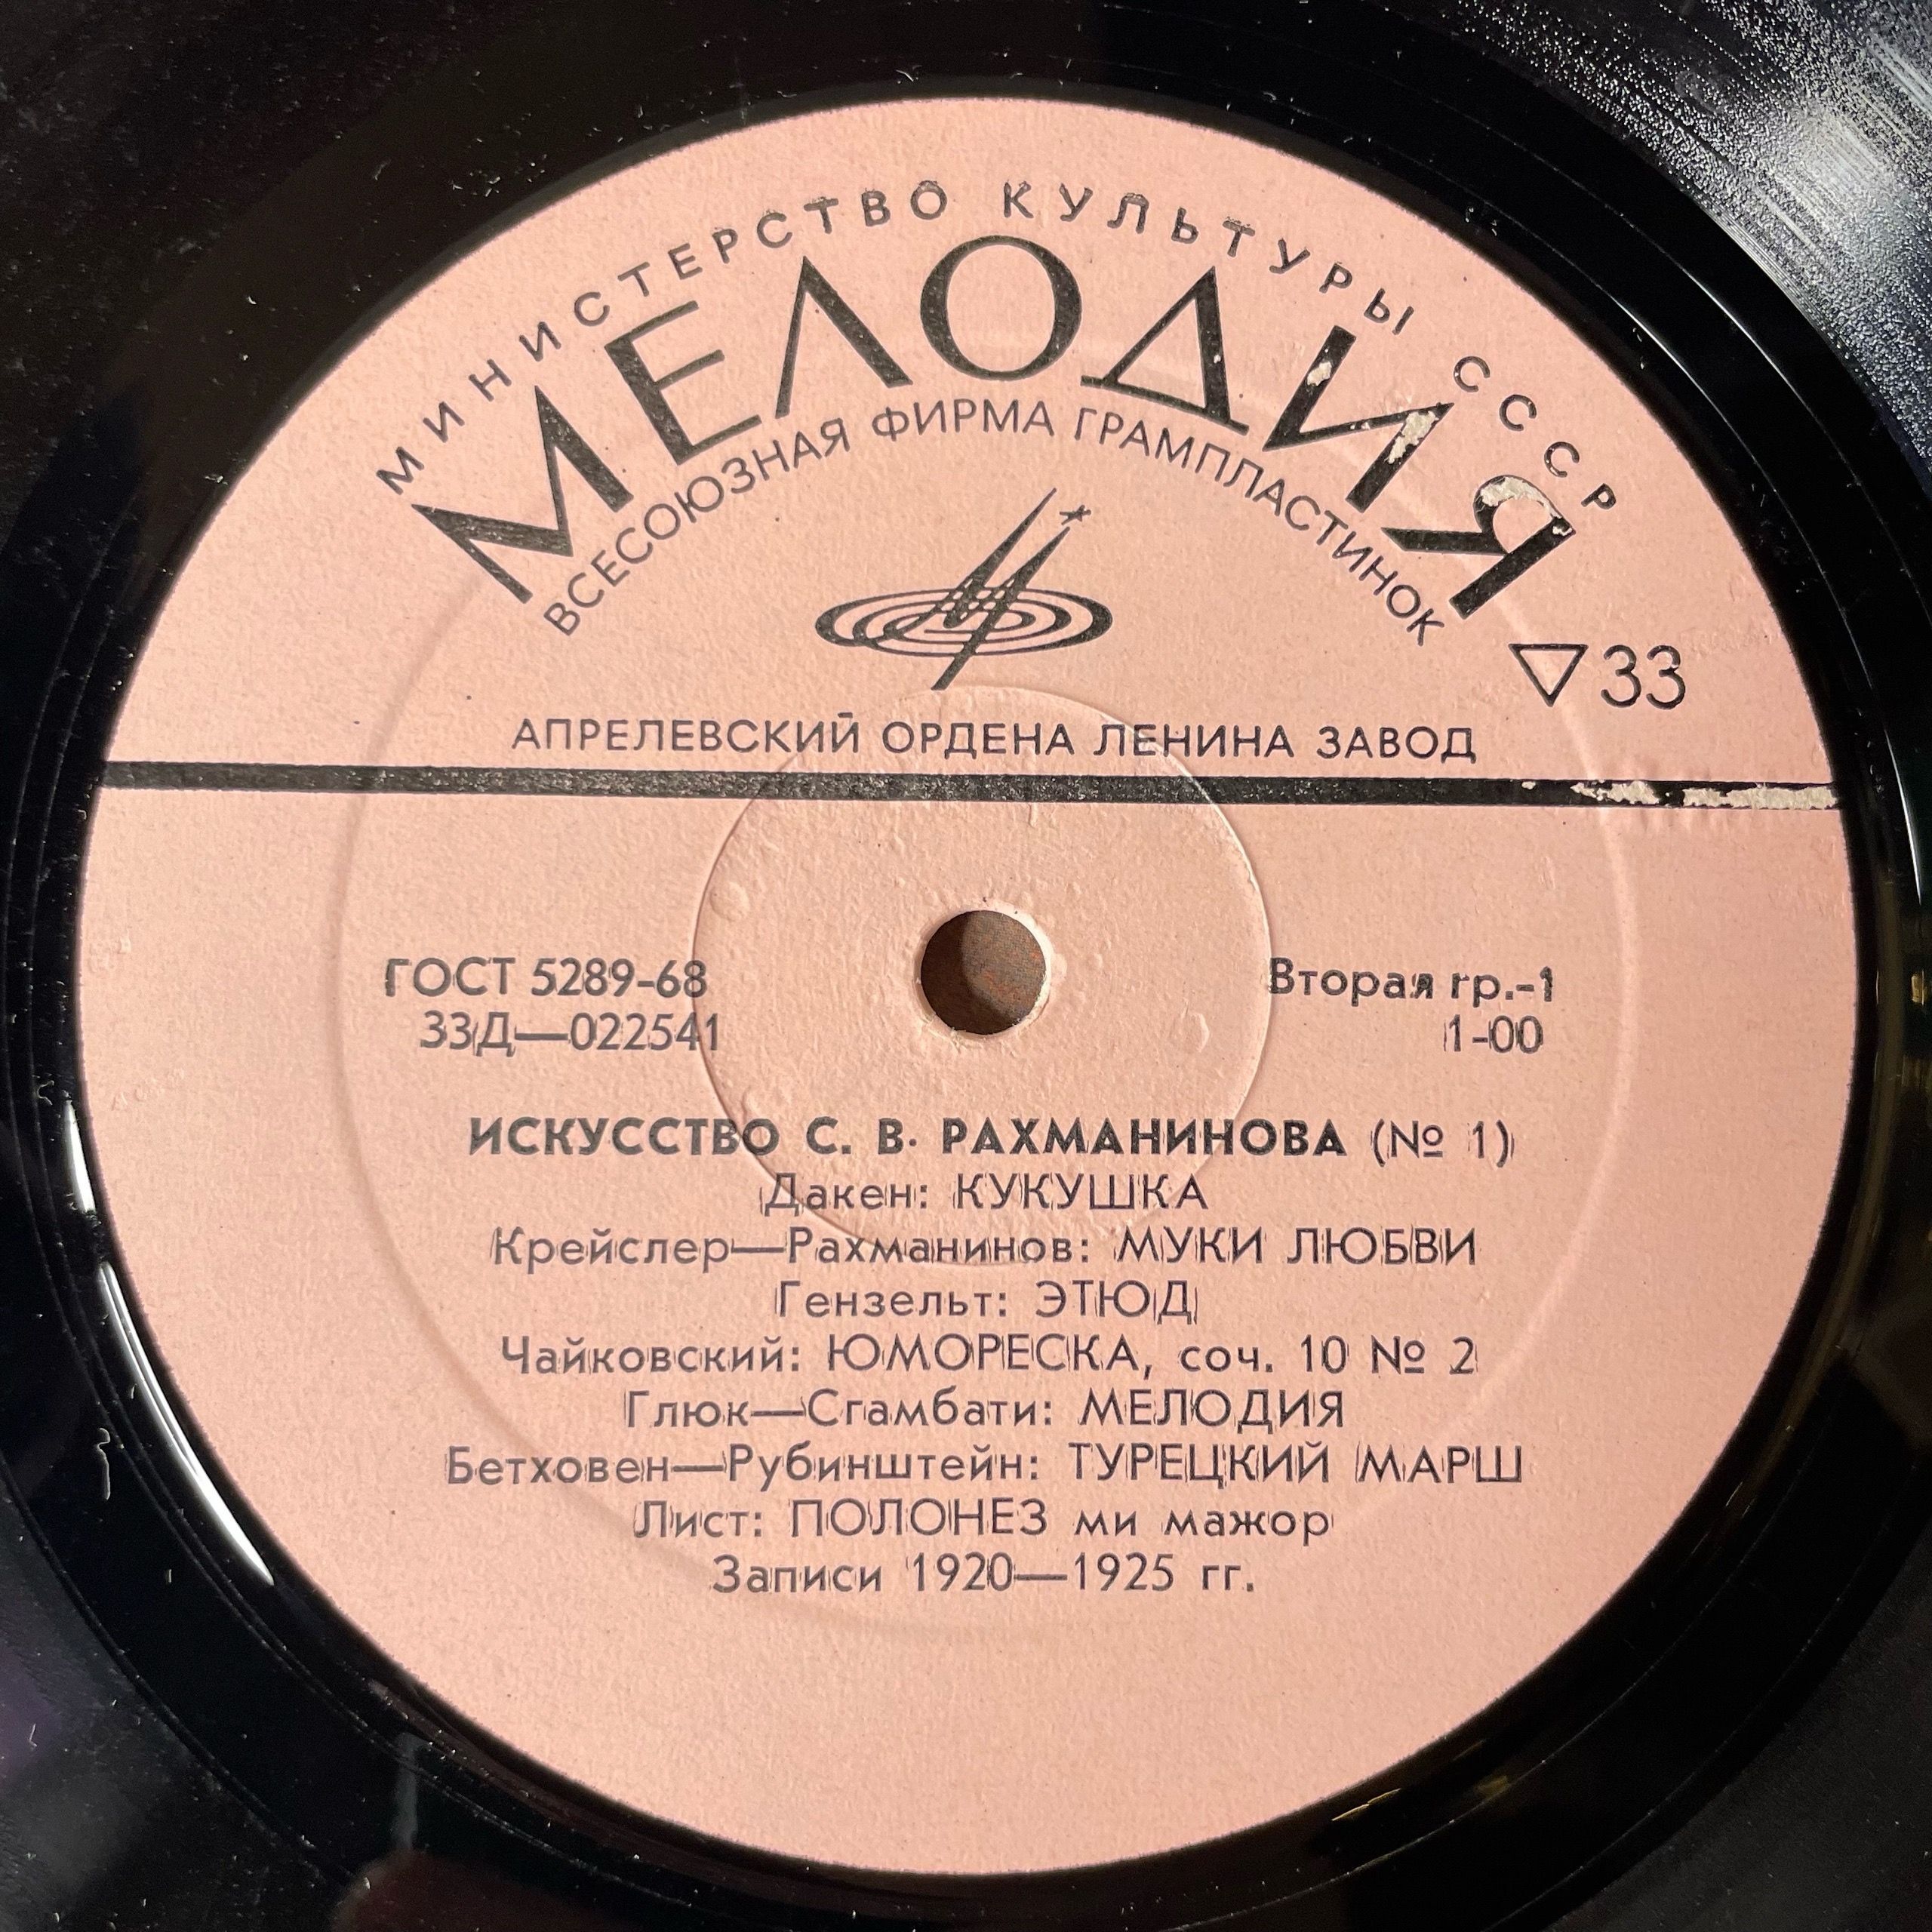 МИНИСТЕРСТВО КУЛЬТУРЫ СССР
МЕЛОДИЯ
ВСЕСОЮЗНАЯ ФИРМА ГРАМПЛАСТИНОК
33
АПРЕЛЕВСКИЙ ОРДЕНА ЛЕНИНА ЗАВОД
ГОСТ 5289-68
33Д—022541
Вторая гр.-1
1-00
ИСКУССТВО С. В. РАХМАНИНОВА (№ 1)
Дакен: КУКУШКА
Крейслер—Рахманинов: МУКИ ЛЮБВИ
Гензельт: ЭТЮД
Чайковский: ЮМОРЕСКА, соч. 10 № 2
Глюк—Сгамбати: МЕЛОДИЯ
Бетховен—Рубинштейн: ТУРЕЦКИЙ МАРШ
Лист: ПОЛОНЕЗ ми мажор
Записи 1920—1925 гг.